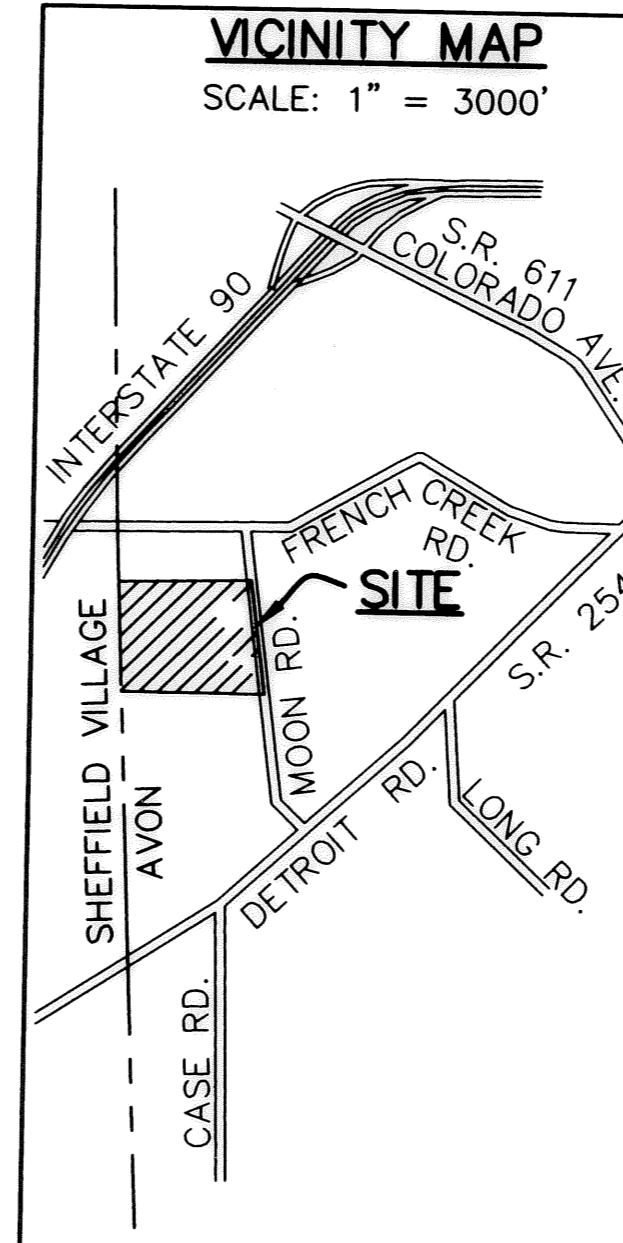 VICINITY MAP
SCALE: 1" = 3000'
INTERSTATE 90
S.R. 611
COLORADO AVE.
FRENCH CREEK
RD.
SITE
MOON RD.
S.R. 254
SHEFFIELD VILLAGE
AVON
DETROIT RD.
LONG RD.
CASE RD.